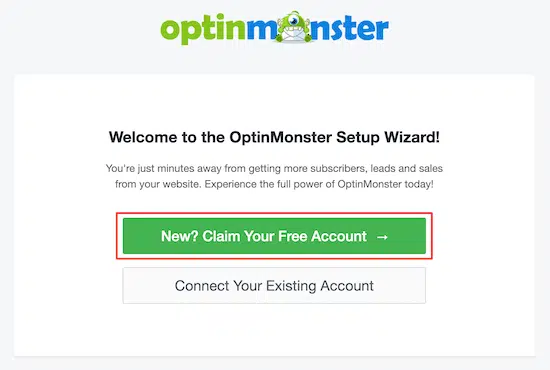 optinmonster
Welcome to the OptinMonster Setup Wizard!
You're just minutes away from getting more subscribers, leads and sales
from your website. Experience the full power of OptinMonster today!
New? Claim Your Free Account →
Connect Your Existing Account